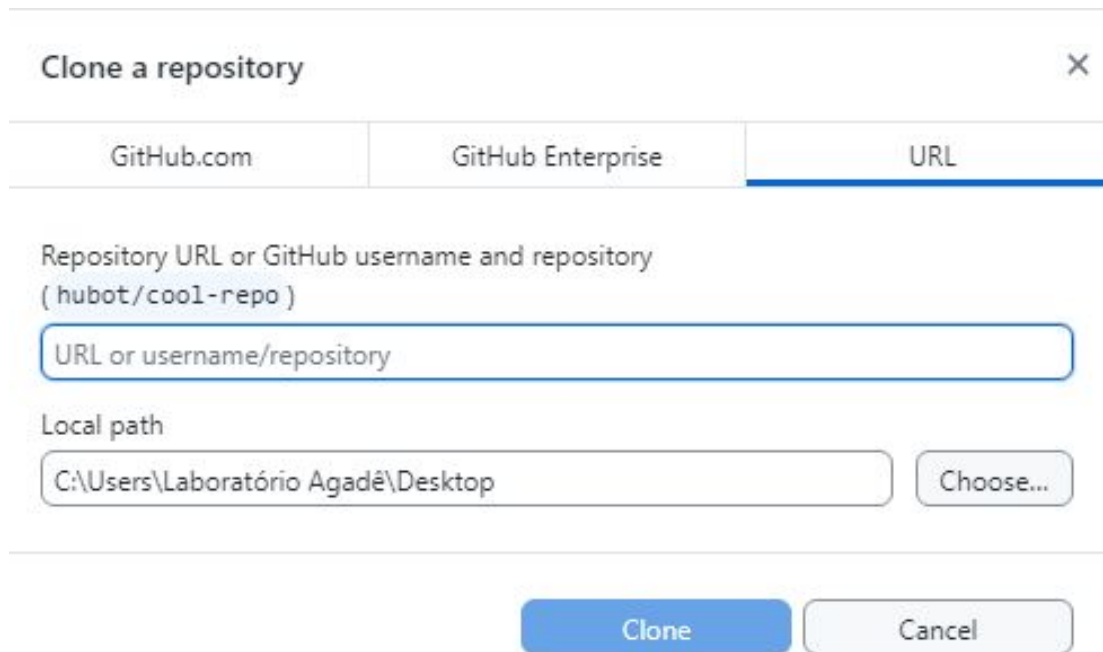 Clone a repository
GitHub.com GitHub Enterprise URL
Repository URL or GitHub username and repository
(hubot/cool-repo)
URL or username/repository
Local path
C:\Users\Laboratório Agadê\Desktop Choose...
Clone Cancel